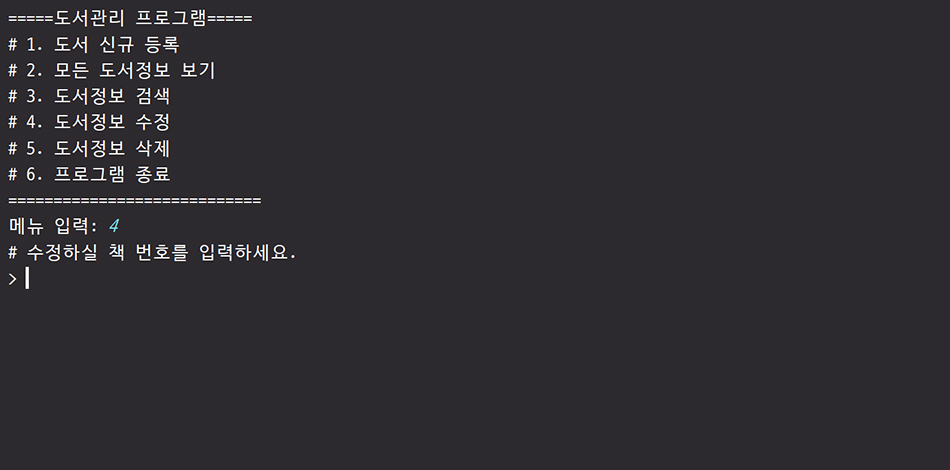 =====도서관리 프로그램=====
# 1. 도서 신규 등록
# 2. 모든 도서정보 보기
# 3. 도서정보 검색
# 4. 도서정보 수정
# 5. 도서정보 삭제
# 6. 프로그램 종료
============================
메뉴 입력: 4
# 수정하실 책 번호를 입력하세요.
>